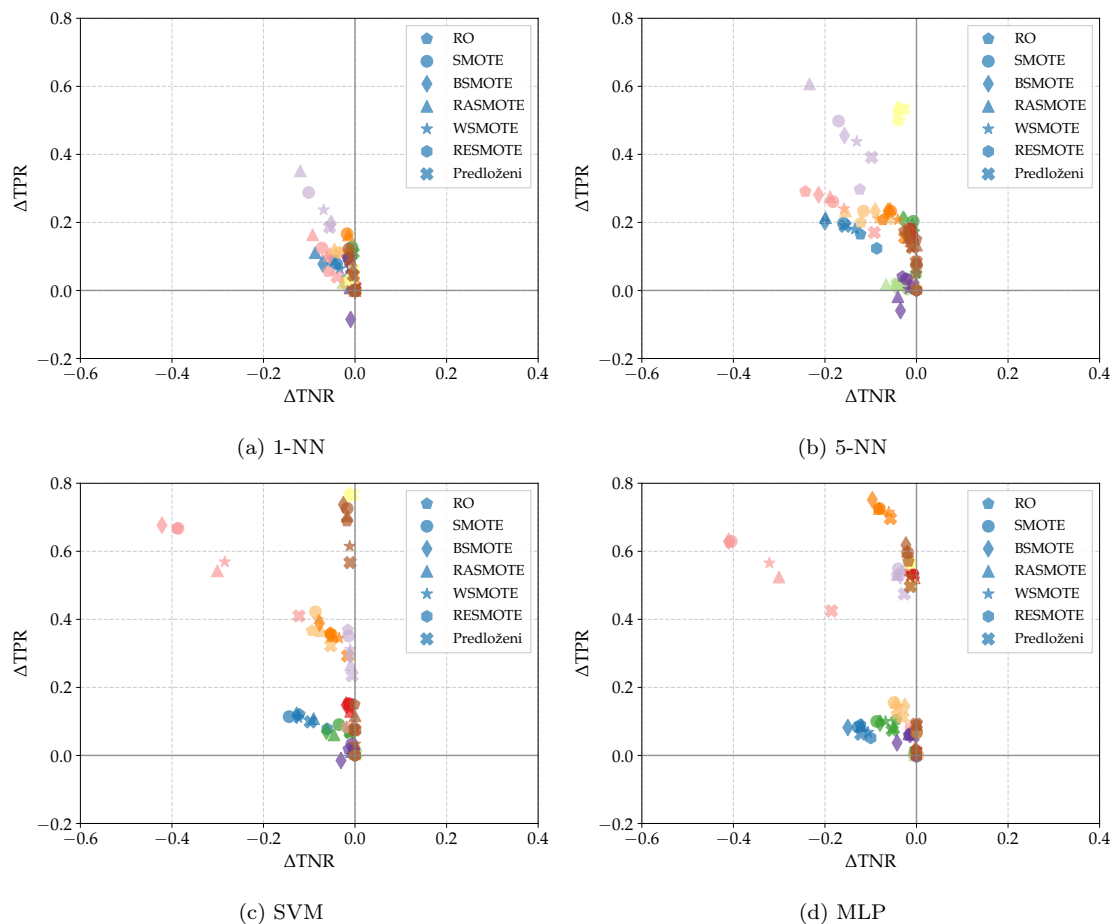 0.8
0.6
0.4
0.2
0.0
−0.2
ΔTPR
−0.6
−0.4
−0.2
0.0
0.2
0.4
ΔTNR
RO
SMOTE
BSMOTE
RASMOTE
WSMOTE
RESMOTE
Predloženi
(a) 1-NN
0.8
0.6
0.4
0.2
0.0
−0.2
ΔTPR
−0.6
−0.4
−0.2
0.0
0.2
0.4
ΔTNR
RO
SMOTE
BSMOTE
RASMOTE
WSMOTE
RESMOTE
Predloženi
(b) 5-NN
0.8
0.6
0.4
0.2
0.0
−0.2
ΔTPR
−0.6
−0.4
−0.2
0.0
0.2
0.4
ΔTNR
RO
SMOTE
BSMOTE
RASMOTE
WSMOTE
RESMOTE
Predloženi
(c) SVM
0.8
0.6
0.4
0.2
0.0
−0.2
ΔTPR
−0.6
−0.4
−0.2
0.0
0.2
0.4
ΔTNR
RO
SMOTE
BSMOTE
RASMOTE
WSMOTE
RESMOTE
Predloženi
(d) MLP